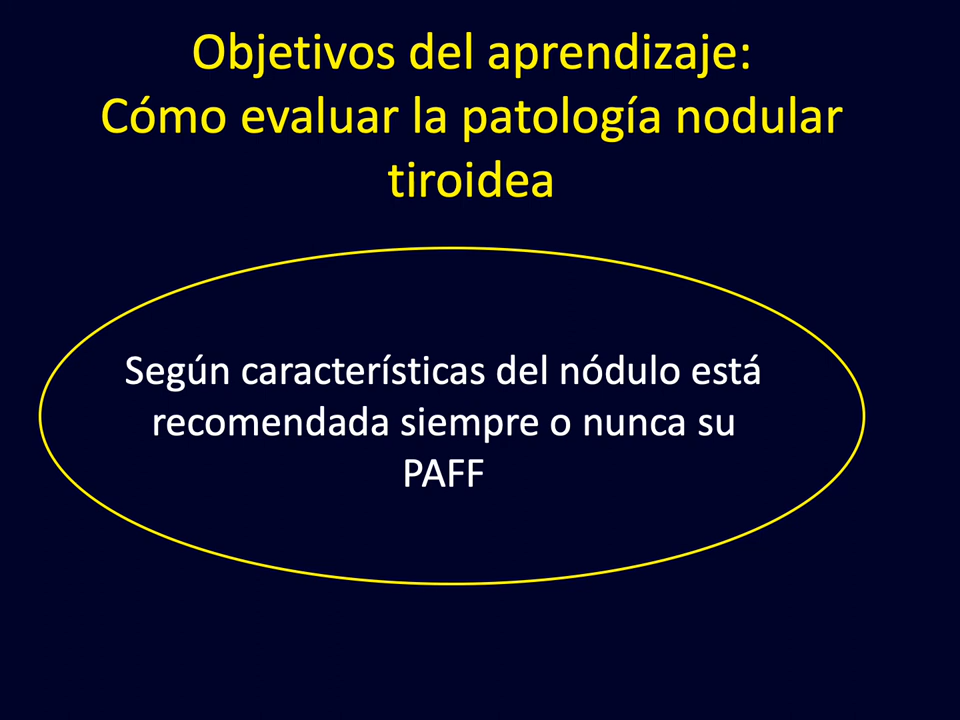 Objetivos del aprendizaje:
Cómo evaluar la patología nodular
tiroidea
Según características del nódulo está
recomendada siempre o nunca su
PAFF